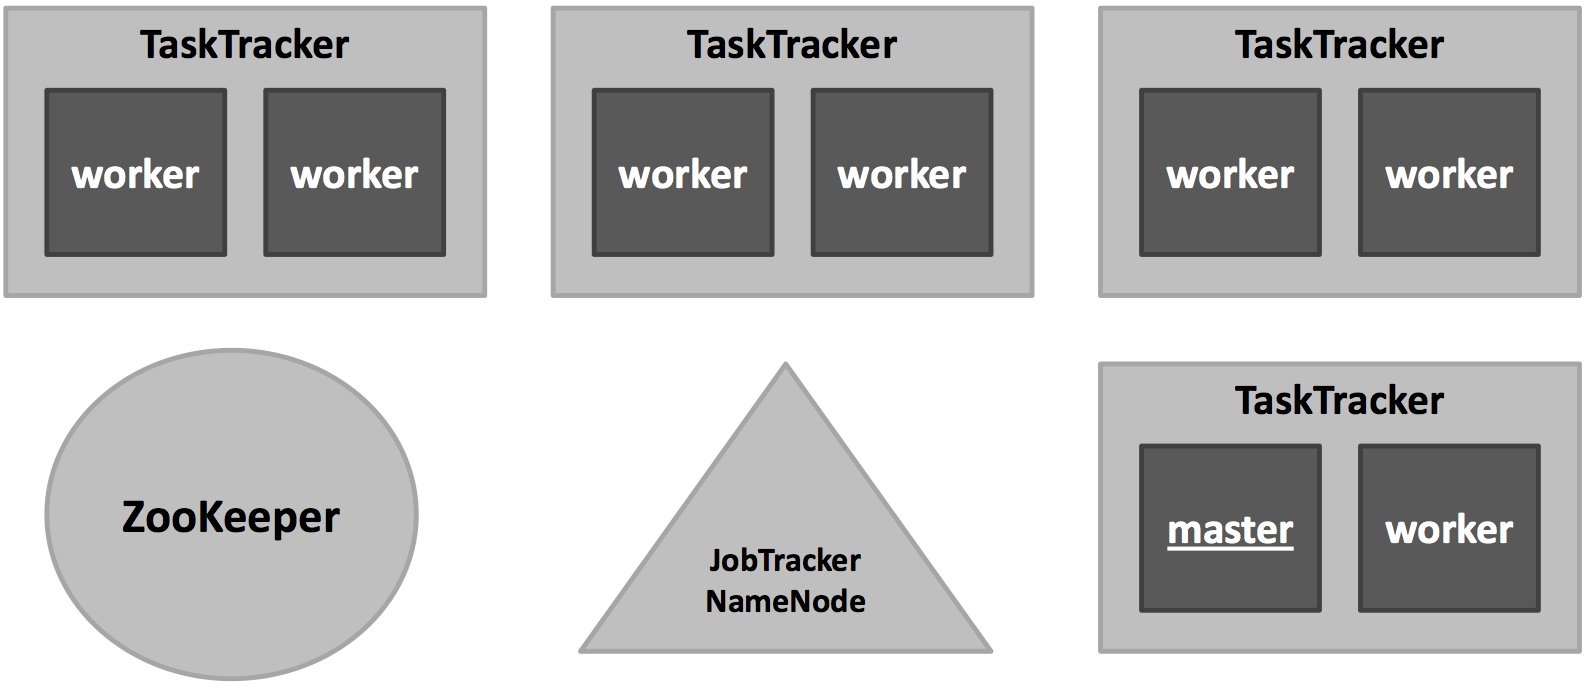 TaskTracker
worker worker
TaskTracker
worker worker
TaskTracker
worker worker
ZooKeeper
JobTracker
NameNode
TaskTracker
master worker